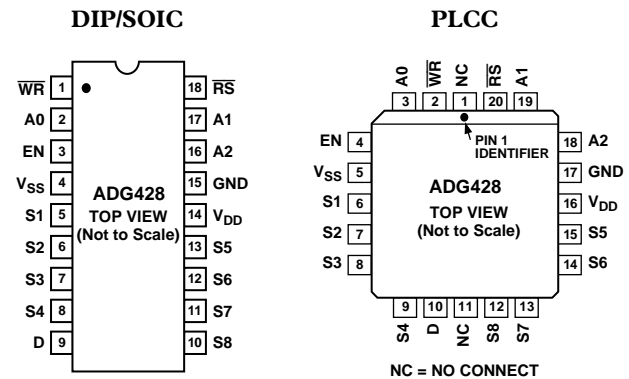 DIP/SOIC
WR 1
A0 2
EN 3
VSS 4
S1 5
S2 6
S3 7
S4 8
D 9
18 RS
17 A1
16 A2
15 GND
14 VDD
13 S5
12 S6
11 S7
10 S8
ADG428
TOP VIEW
(Not to Scale)
PLCC
A0 WR NC RS A1
3 2 1 20 19
PIN 1
IDENTIFIER
EN 4
VSS 5
S1 6
S2 7
S3 8
18 A2
17 GND
16 VDD
15 S5
14 S6
ADG428
TOP VIEW
(Not to Scale)
9 10 11 12 13
S4 D NC S8 S7
NC = NO CONNECT